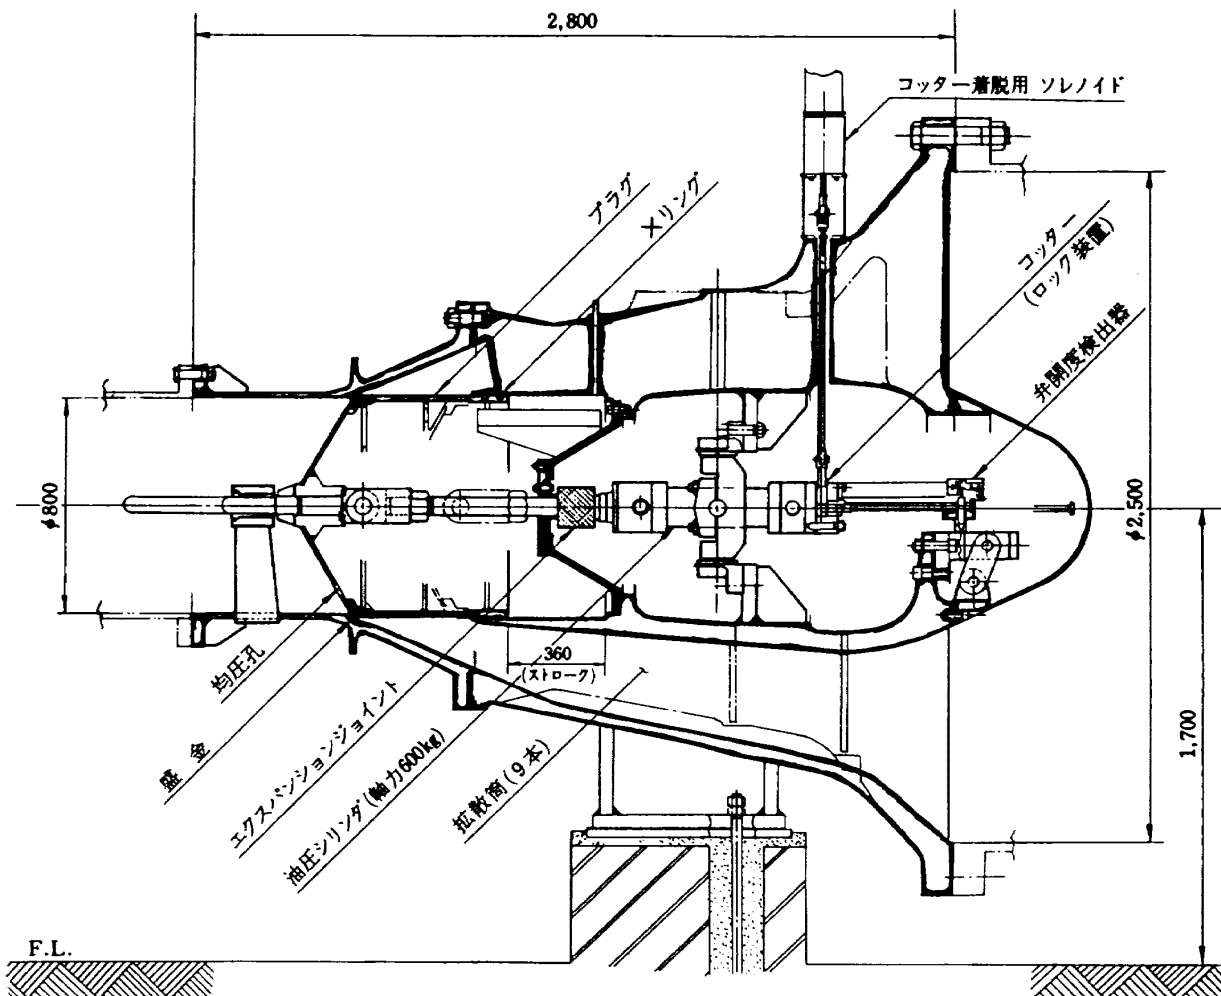 2,800
コッター着脱用 ソレノイド
プラグ
メリング
コッター
(ロック装置)
弁開度検出器
φ800
φ2,500
1,700
360
(ストローク)
均圧孔
盛金
エクスパンションジョイント
油圧シリンダ(軸力600kg)
拡散筒(9本)
F.L.